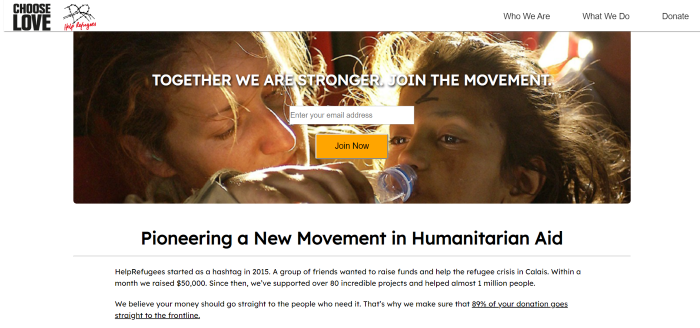 CHOOSE
LOVE
Help Refugees
Who We Are
What We Do
Donate
TOGETHER WE ARE STRONGER. JOIN THE MOVEMENT.
Enter your email address
Join Now
Pioneering a New Movement in Humanitarian Aid
HelpRefugees started as a hashtag in 2015. A group of friends wanted to raise funds and help the refugee crisis in Calais. Within a
month we raised $50,000. Since then, we've supported over 80 incredible projects and helped almost 1 million people.
We believe your money should go straight to the people who need it. That's why we make sure that 89% of your donation goes
straight to the frontline.